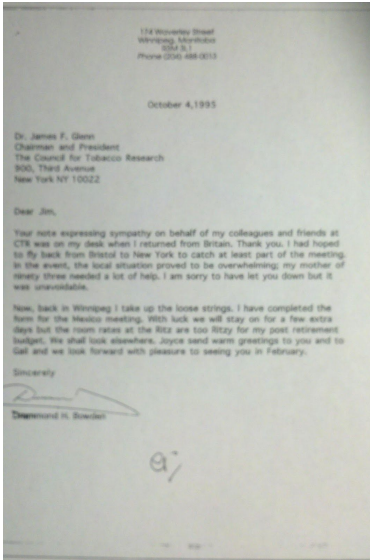 174 Waverley Street
Winnipeg, Manitoba
R3M 3L1
Phone (204) 488-0013
October 4, 1995
Dr. James F. Glenn
Chairman and President
The Council for Tobacco Research
900, Third Avenue
New York NY 10022
Dear Jim,
Your note expressing sympathy on behalf of my colleagues and friends at
CTR was on my desk when I returned from Britain. Thank you. I had hoped
to fly back from Bristol to New York to catch at least part of the meeting.
In the event, the local situation proved to be overwhelming; my mother of
ninety three needed a lot of help. I am sorry to have let you down but it
was unavoidable.
Now, back in Winnipeg I take up the loose strings. I have completed the
form for the Mexico meeting. With luck we will stay on for a few extra
days but the room rates at the Ritz are too Ritzy for my post retirement
budget. We shall look elsewhere. Joyce send warm greetings to you and to
Gail and we look forward with pleasure to seeing you in February.
Sincerely
Drummond H. Bowden